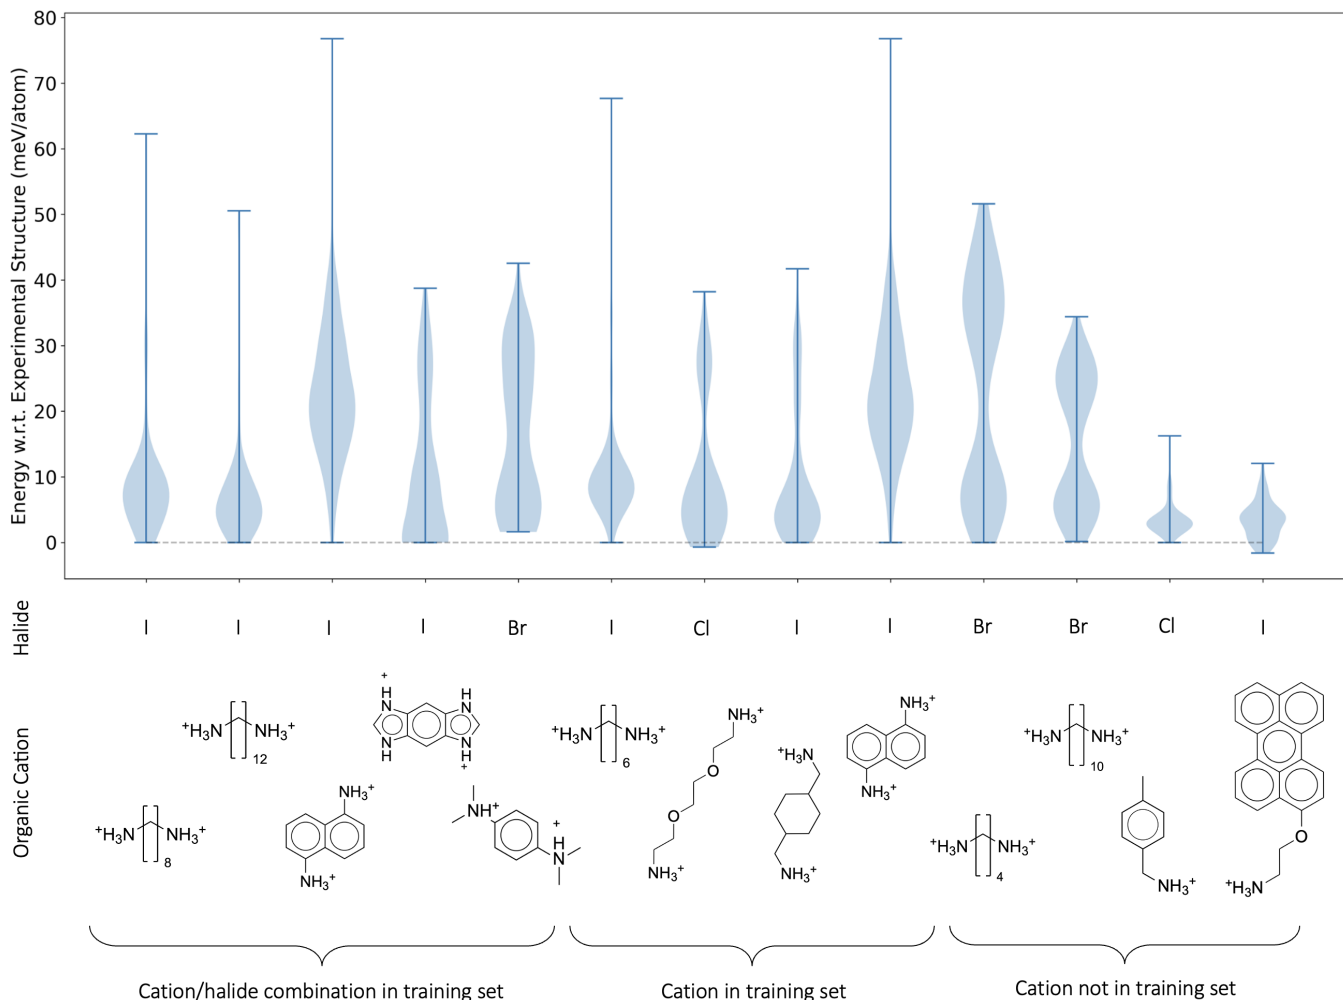 Energy w.r.t. Experimental Structure (meV/atom)
80
70
60
50
40
30
20
10
0
Halide
I I I I Br I Cl I I Br Br Cl I
Organic Cation
+H3N NH3+
8
+H3N NH3+
12
NH3+
NH3+
+
H
N
H
N
N
H
N
H
+
NH+
+
H
N
+H3N NH3+
6
NH3+
O
O
NH3+
+H3N
NH3+
NH3+
NH3+
+H3N NH3+
4
+H3N NH3+
10
NH3+
O
+H3N
Cation/halide combination in training set
Cation in training set
Cation not in training set